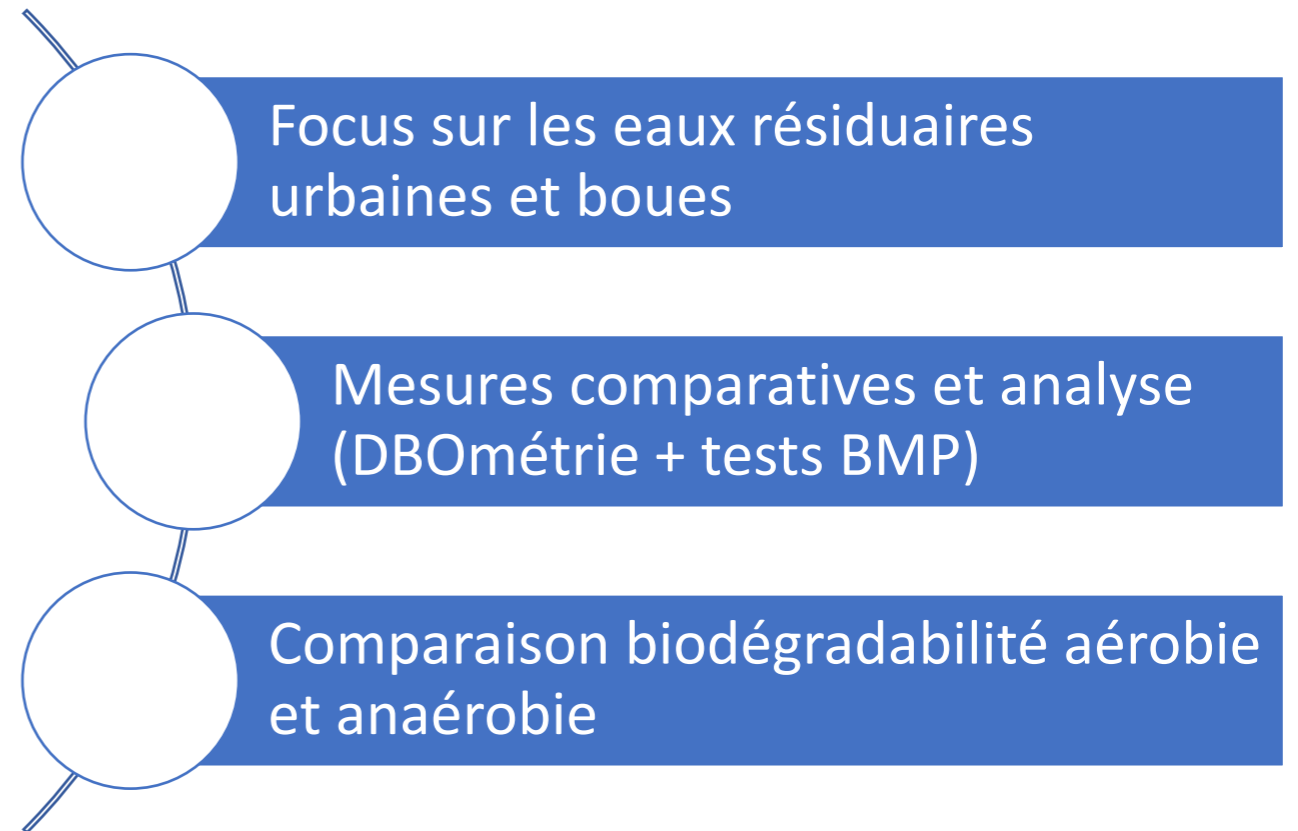 Focus sur les eaux résiduaires
urbaines et boues
Mesures comparatives et analyse
(DBOmétrie + tests BMP)
Comparaison biodégradabilité aérobie
et anaérobie